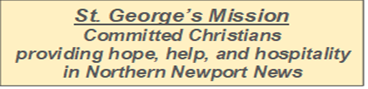 St. George's Mission
Committed Christians
providing hope, help, and hospitality
in Northern Newport News